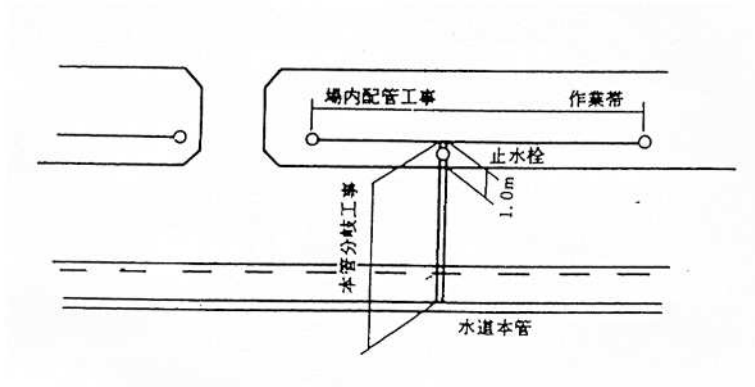 場内配管工事
作業帯
止水栓
1.0m
本管分岐工事
水道本管